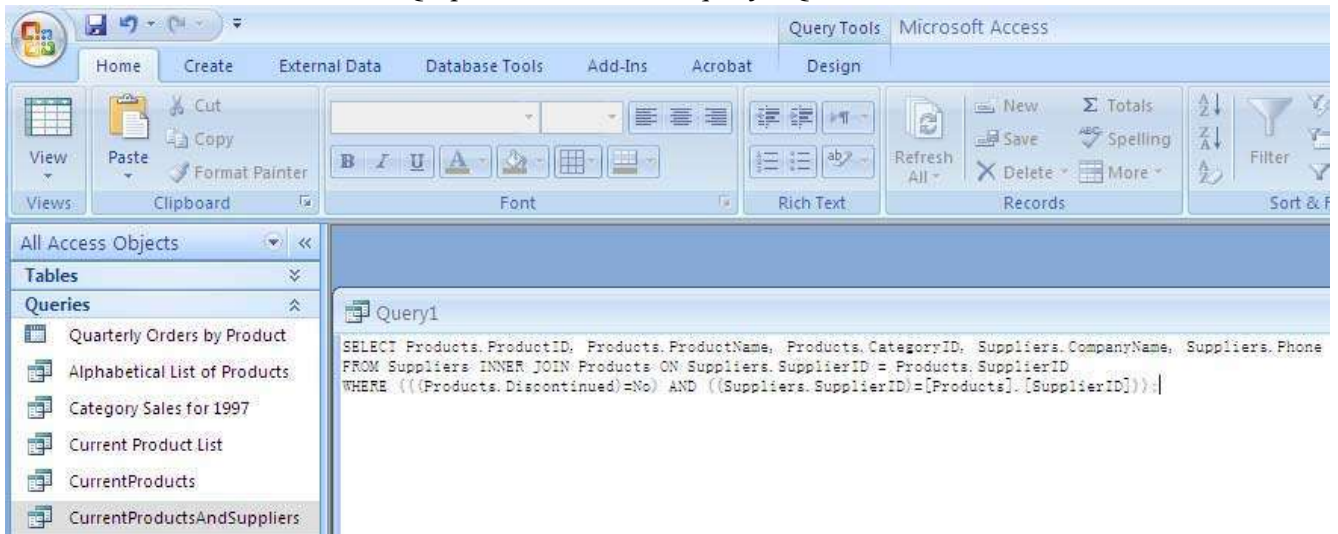 Query Tools Microsoft Access
Home Create External Data Database Tools Add-Ins Acrobat Design
View
Views
Paste
Cut
Copy
Format Painter
Clipboard
B I U A
Font
ab
Rich Text
Refresh All
New
Save
Delete
Σ Totals
ABC Spelling
More
Records
A Z
Z A
A Z
Filter
Sort & F
All Access Objects
Tables
Queries
Quarterly Orders by Product
Alphabetical List of Products
Category Sales for 1997
Current Product List
CurrentProducts
CurrentProductsAndSuppliers
Query1
SELECT Products.ProductID, Products.ProductName, Products.CategoryID, Suppliers.CompanyName, Suppliers.Phone
FROM Suppliers INNER JOIN Products ON Suppliers.SupplierID = Products.SupplierID
WHERE (((Products.Discontinued)=No) AND ((Suppliers.SupplierID)=[Products].[SupplierID]));